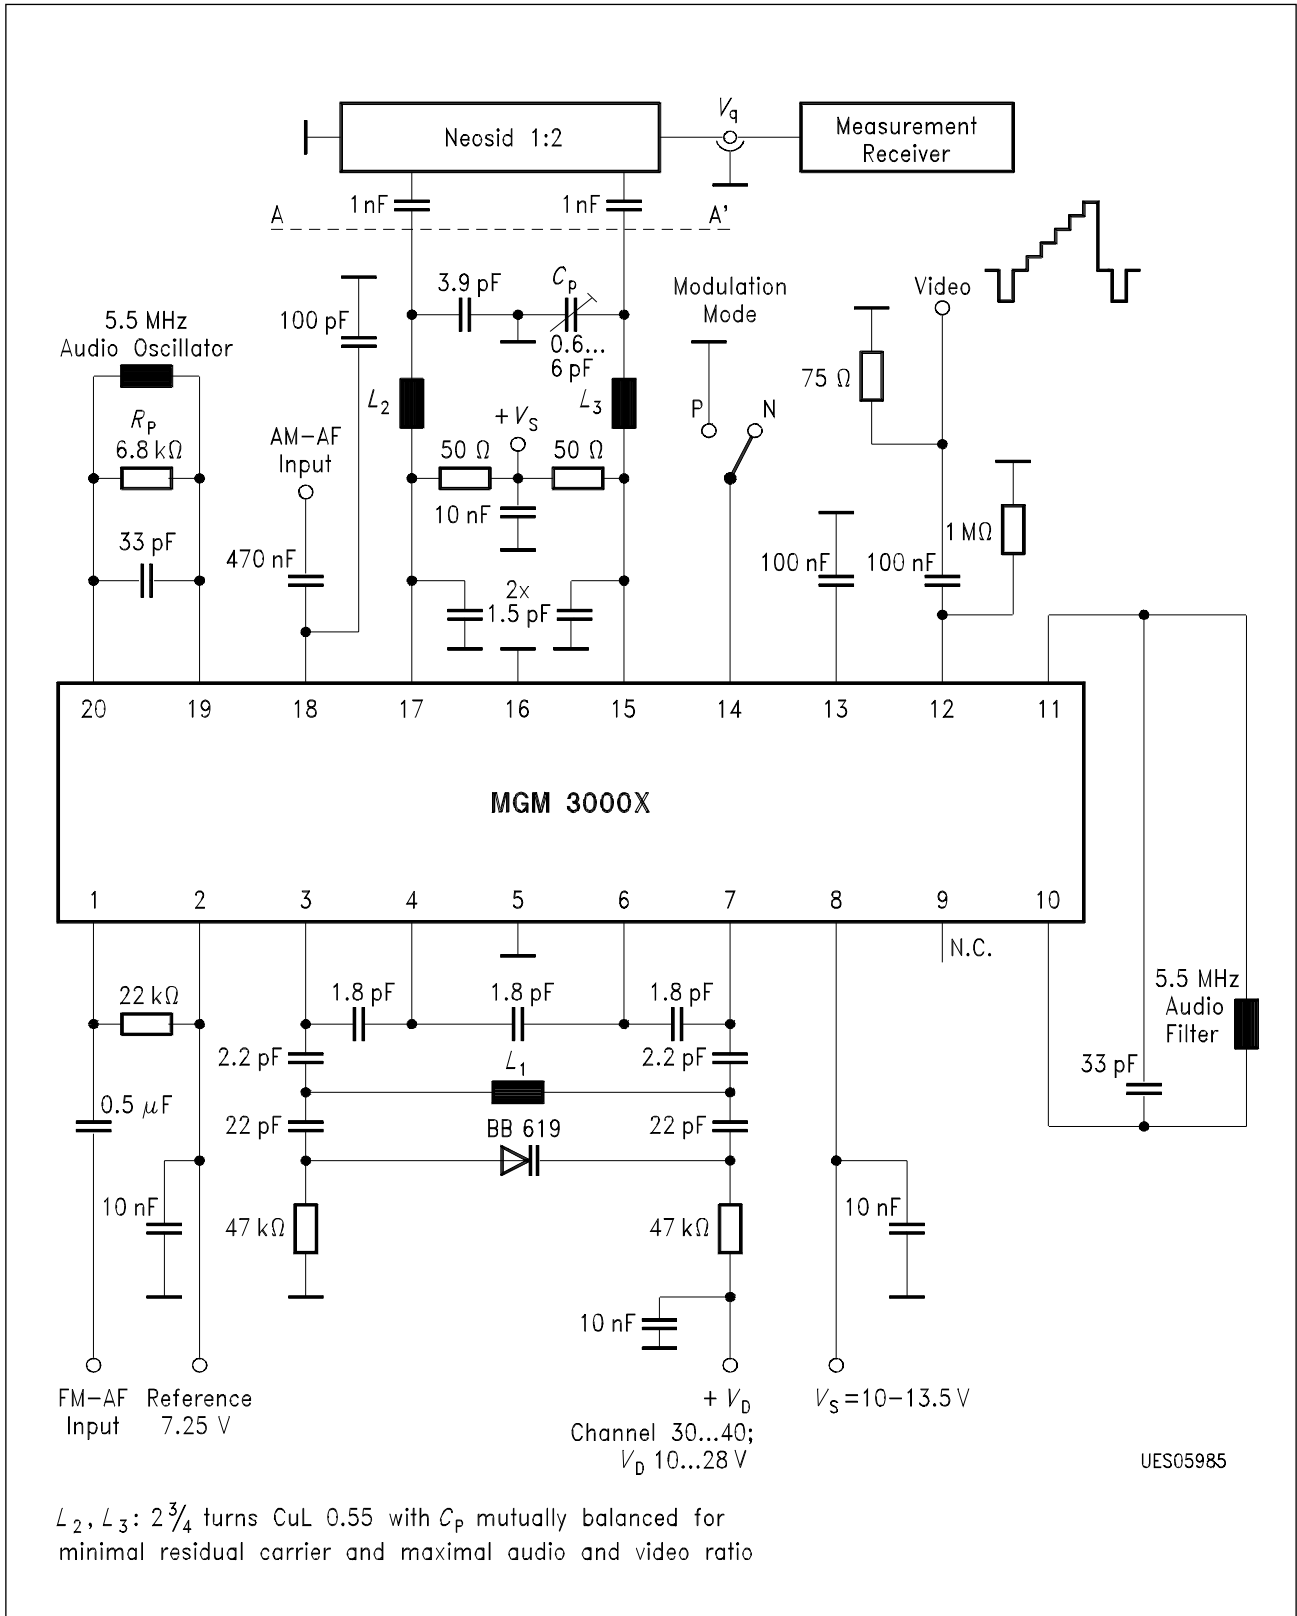 Neosid 1:2
Vq
Measurement
Receiver
1 nF
1 nF
A
A'
3.9 pF
Cp
0.6...
6 pF
Modulation
Mode
Video
5.5 MHz
Audio Oscillator
100 pF
L2
L3
P
N
75 Ω
RP
6.8 kΩ
AM-AF
Input
+VS
50 Ω
50 Ω
10 nF
1 MΩ
33 pF
470 nF
2x
1.5 pF
100 nF
100 nF
20
19
18
17
16
15
14
13
12
11
MGM 3000X
1
2
3
4
5
6
7
8
9
10
N.C.
22 kΩ
1.8 pF
1.8 pF
1.8 pF
5.5 MHz
Audio
Filter
2.2 pF
L1
2.2 pF
33 pF
0.5 µF
22 pF
BB 619
22 pF
10 nF
47 kΩ
47 kΩ
10 nF
10 nF
FM-AF
Input
Reference
7.25 V
+ VD
Channel 30...40;
VD 10...28 V
VS=10-13.5 V
UES05985
L2, L3: 2 3/4 turns CuL 0.55 with CP mutually balanced for
minimal residual carrier and maximal audio and video ratio